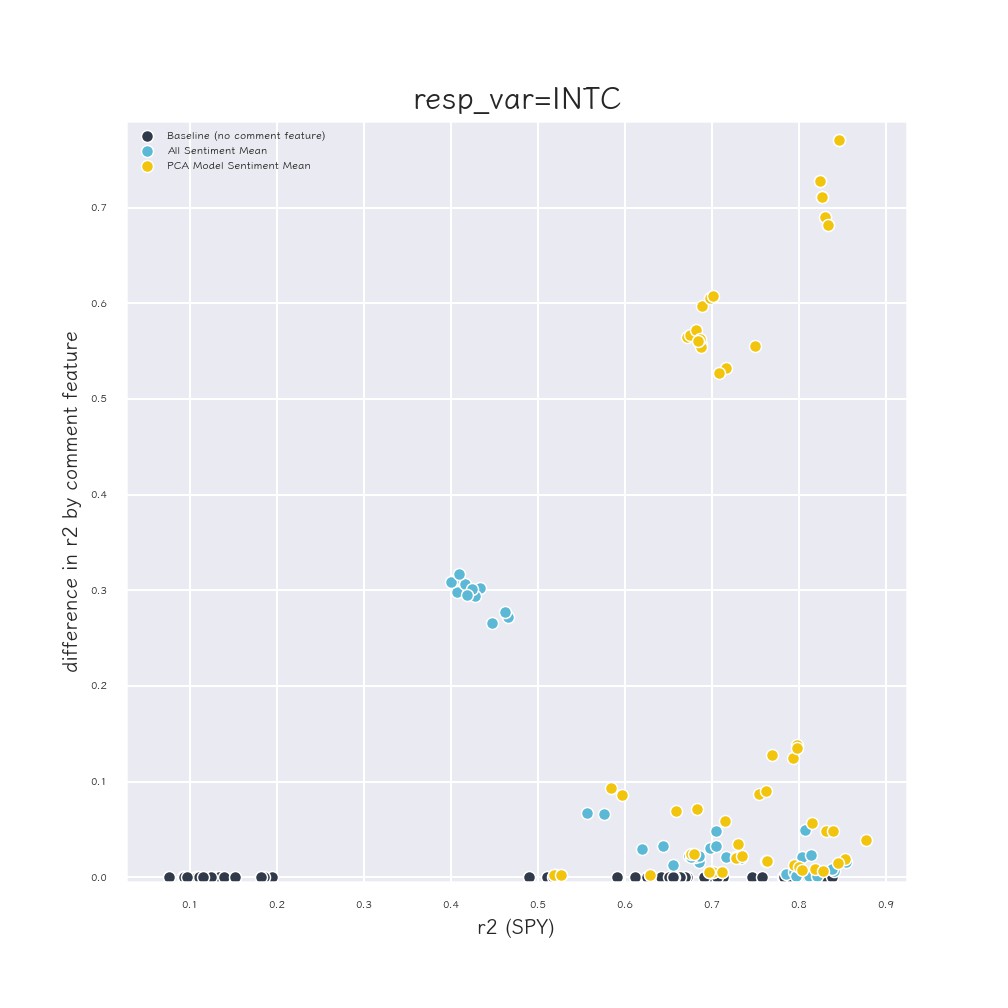 resp_var=INTC
Baseline (no comment feature)
All Sentiment Mean
PCA Model Sentiment Mean
difference in r2 by comment feature
0.7
0.6
0.5
0.4
0.3
0.2
0.1
0.0
0.1 0.2 0.3 0.4 0.5 0.6 0.7 0.8 0.9
r2 (SPY)